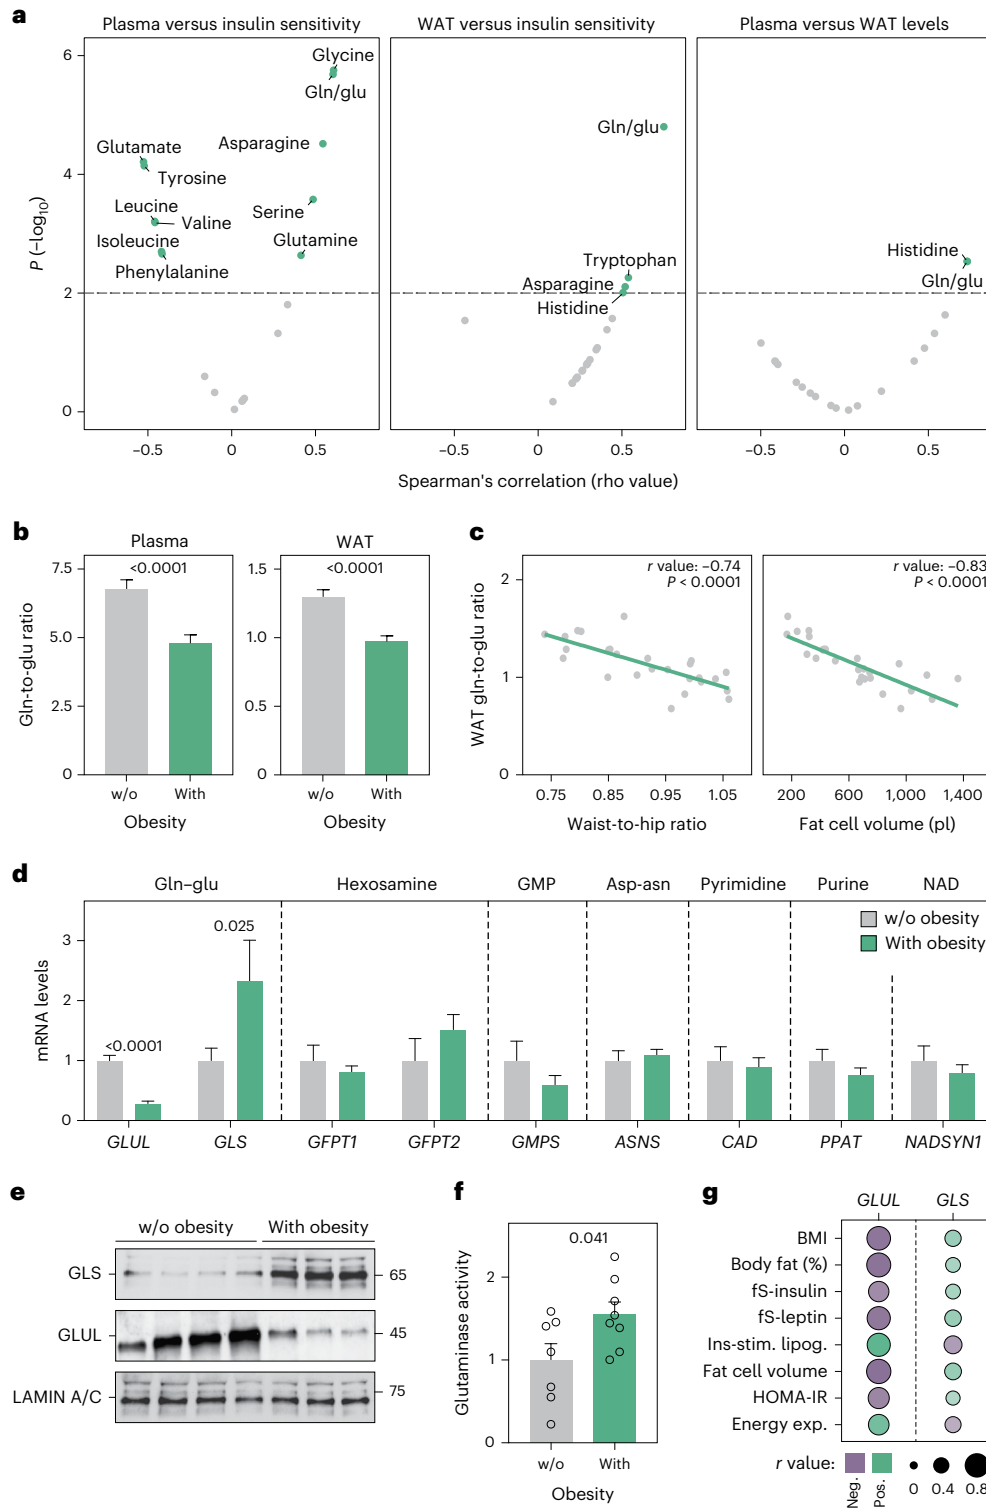 a
Plasma versus insulin sensitivity
WAT versus insulin sensitivity
Plasma versus WAT levels
P (–log10)
6
4
2
0
Glycine
Gln/glu
Asparagine
Glutamate
Tyrosine
Leucine
Valine
Serine
Isoleucine
Glutamine
Phenylalanine
Gln/glu
Tryptophan
Asparagine
Histidine
Histidine
Gln/glu
–0.5 0 0.5
–0.5 0 0.5
–0.5 0 0.5
Spearman's correlation (rho value)
b
Plasma
WAT
Gln-to-glu ratio
7.5
5.0
2.5
0
<0.0001
1.5
1.0
0.5
0
<0.0001
w/o With
w/o With
Obesity
Obesity
c
WAT gln-to-glu ratio
2
1
0
r value: –0.74
P < 0.0001
r value: –0.83
P < 0.0001
0.75 0.85 0.95 1.05
200 600 1,000 1,400
Waist-to-hip ratio
Fat cell volume (pl)
d
Gln–glu
Hexosamine
GMP
Asp-asn
Pyrimidine
Purine
NAD
mRNA levels
3
2
1
0
<0.0001
0.025
w/o obesity
With obesity
GLUL
GLS
GFPT1
GFPT2
GMPS
ASNS
CAD
PPAT
NADSYN1
e
w/o obesity
With obesity
GLS
65
GLUL
45
LAMIN A/C
75
f
Glutaminase activity
2
1
0
0.041
w/o With
Obesity
g
GLUL
GLS
BMI
Body fat (%)
fS-insulin
fS-leptin
Ins-stim. lipog.
Fat cell volume
HOMA-IR
Energy exp.
r value:
Neg.
Pos.
0 0.4 0.8